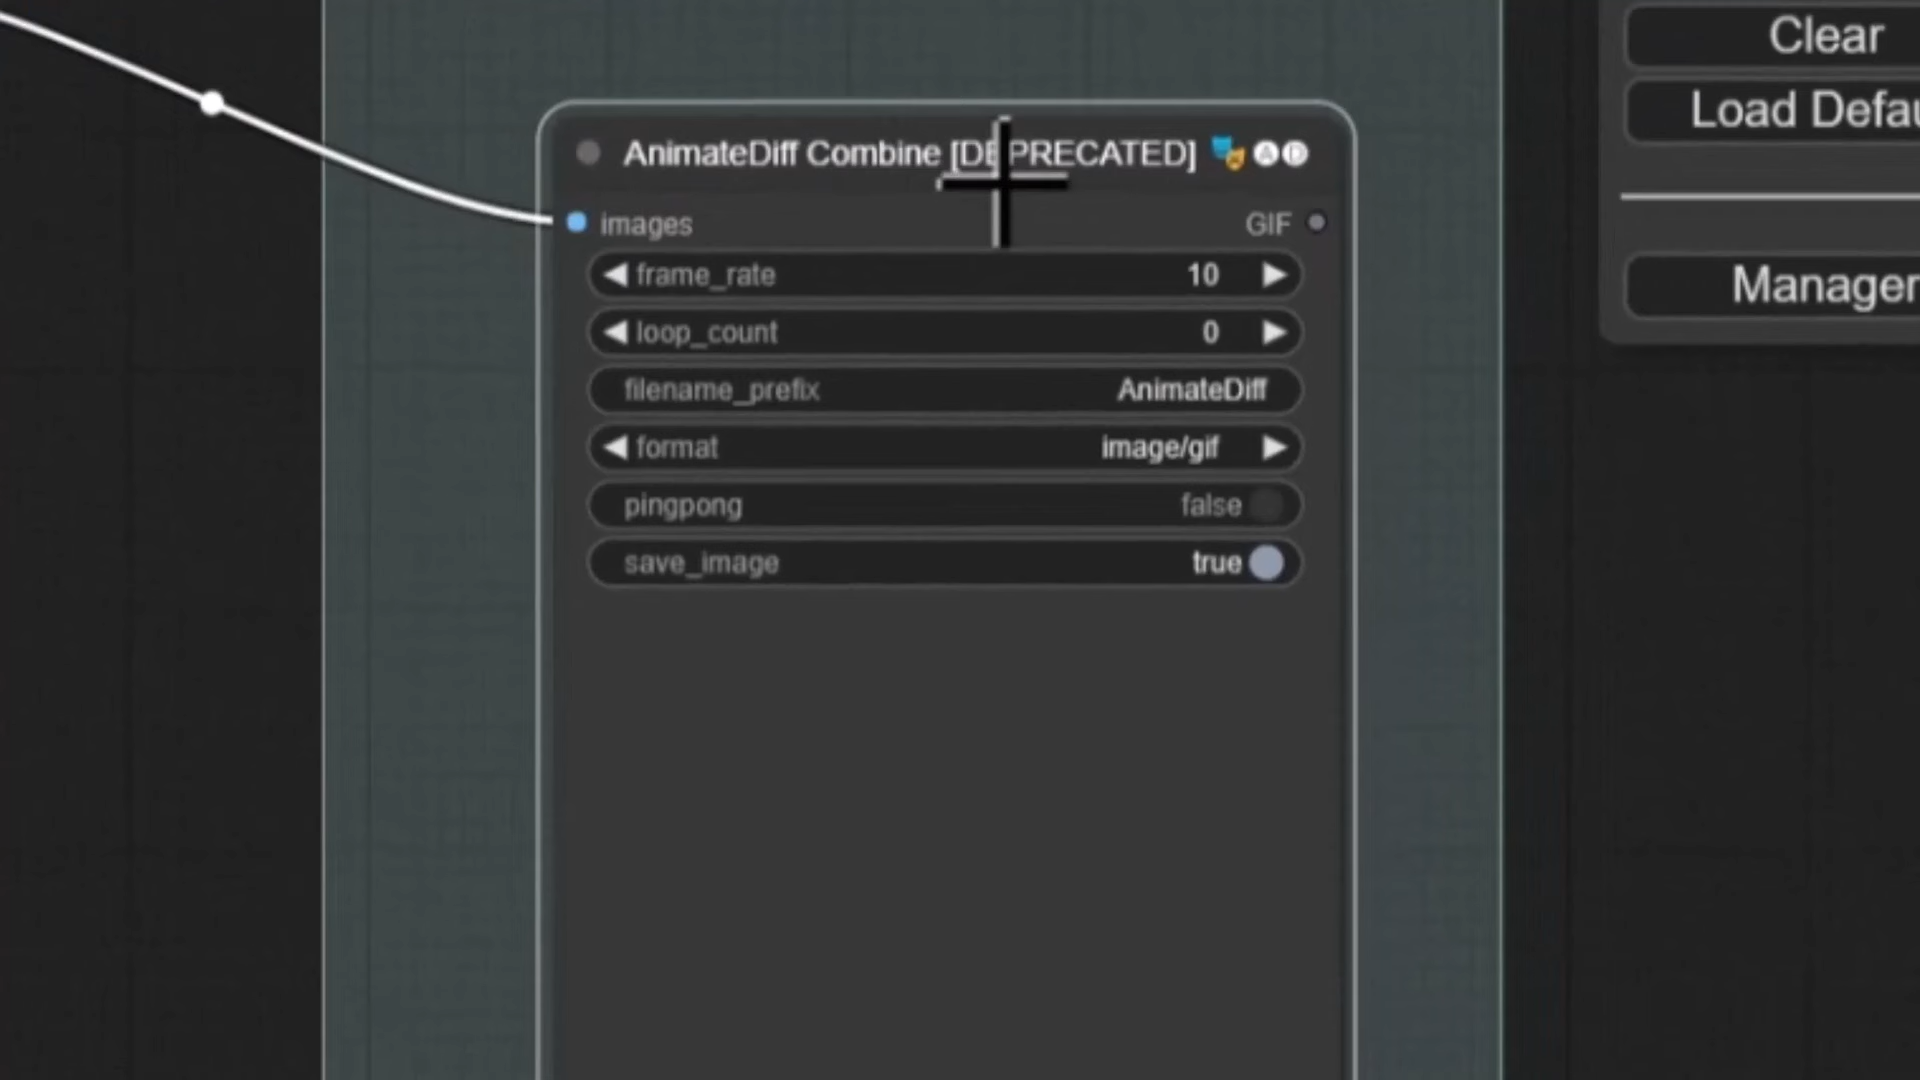 Clear
Load Defau
Manager
AnimateDiff Combine [DEPRECATED] 🎭🅐🅓
images
GIF
frame_rate 10
loop_count 0
filename_prefix AnimateDiff
format image/gif
pingpong false
save_image true